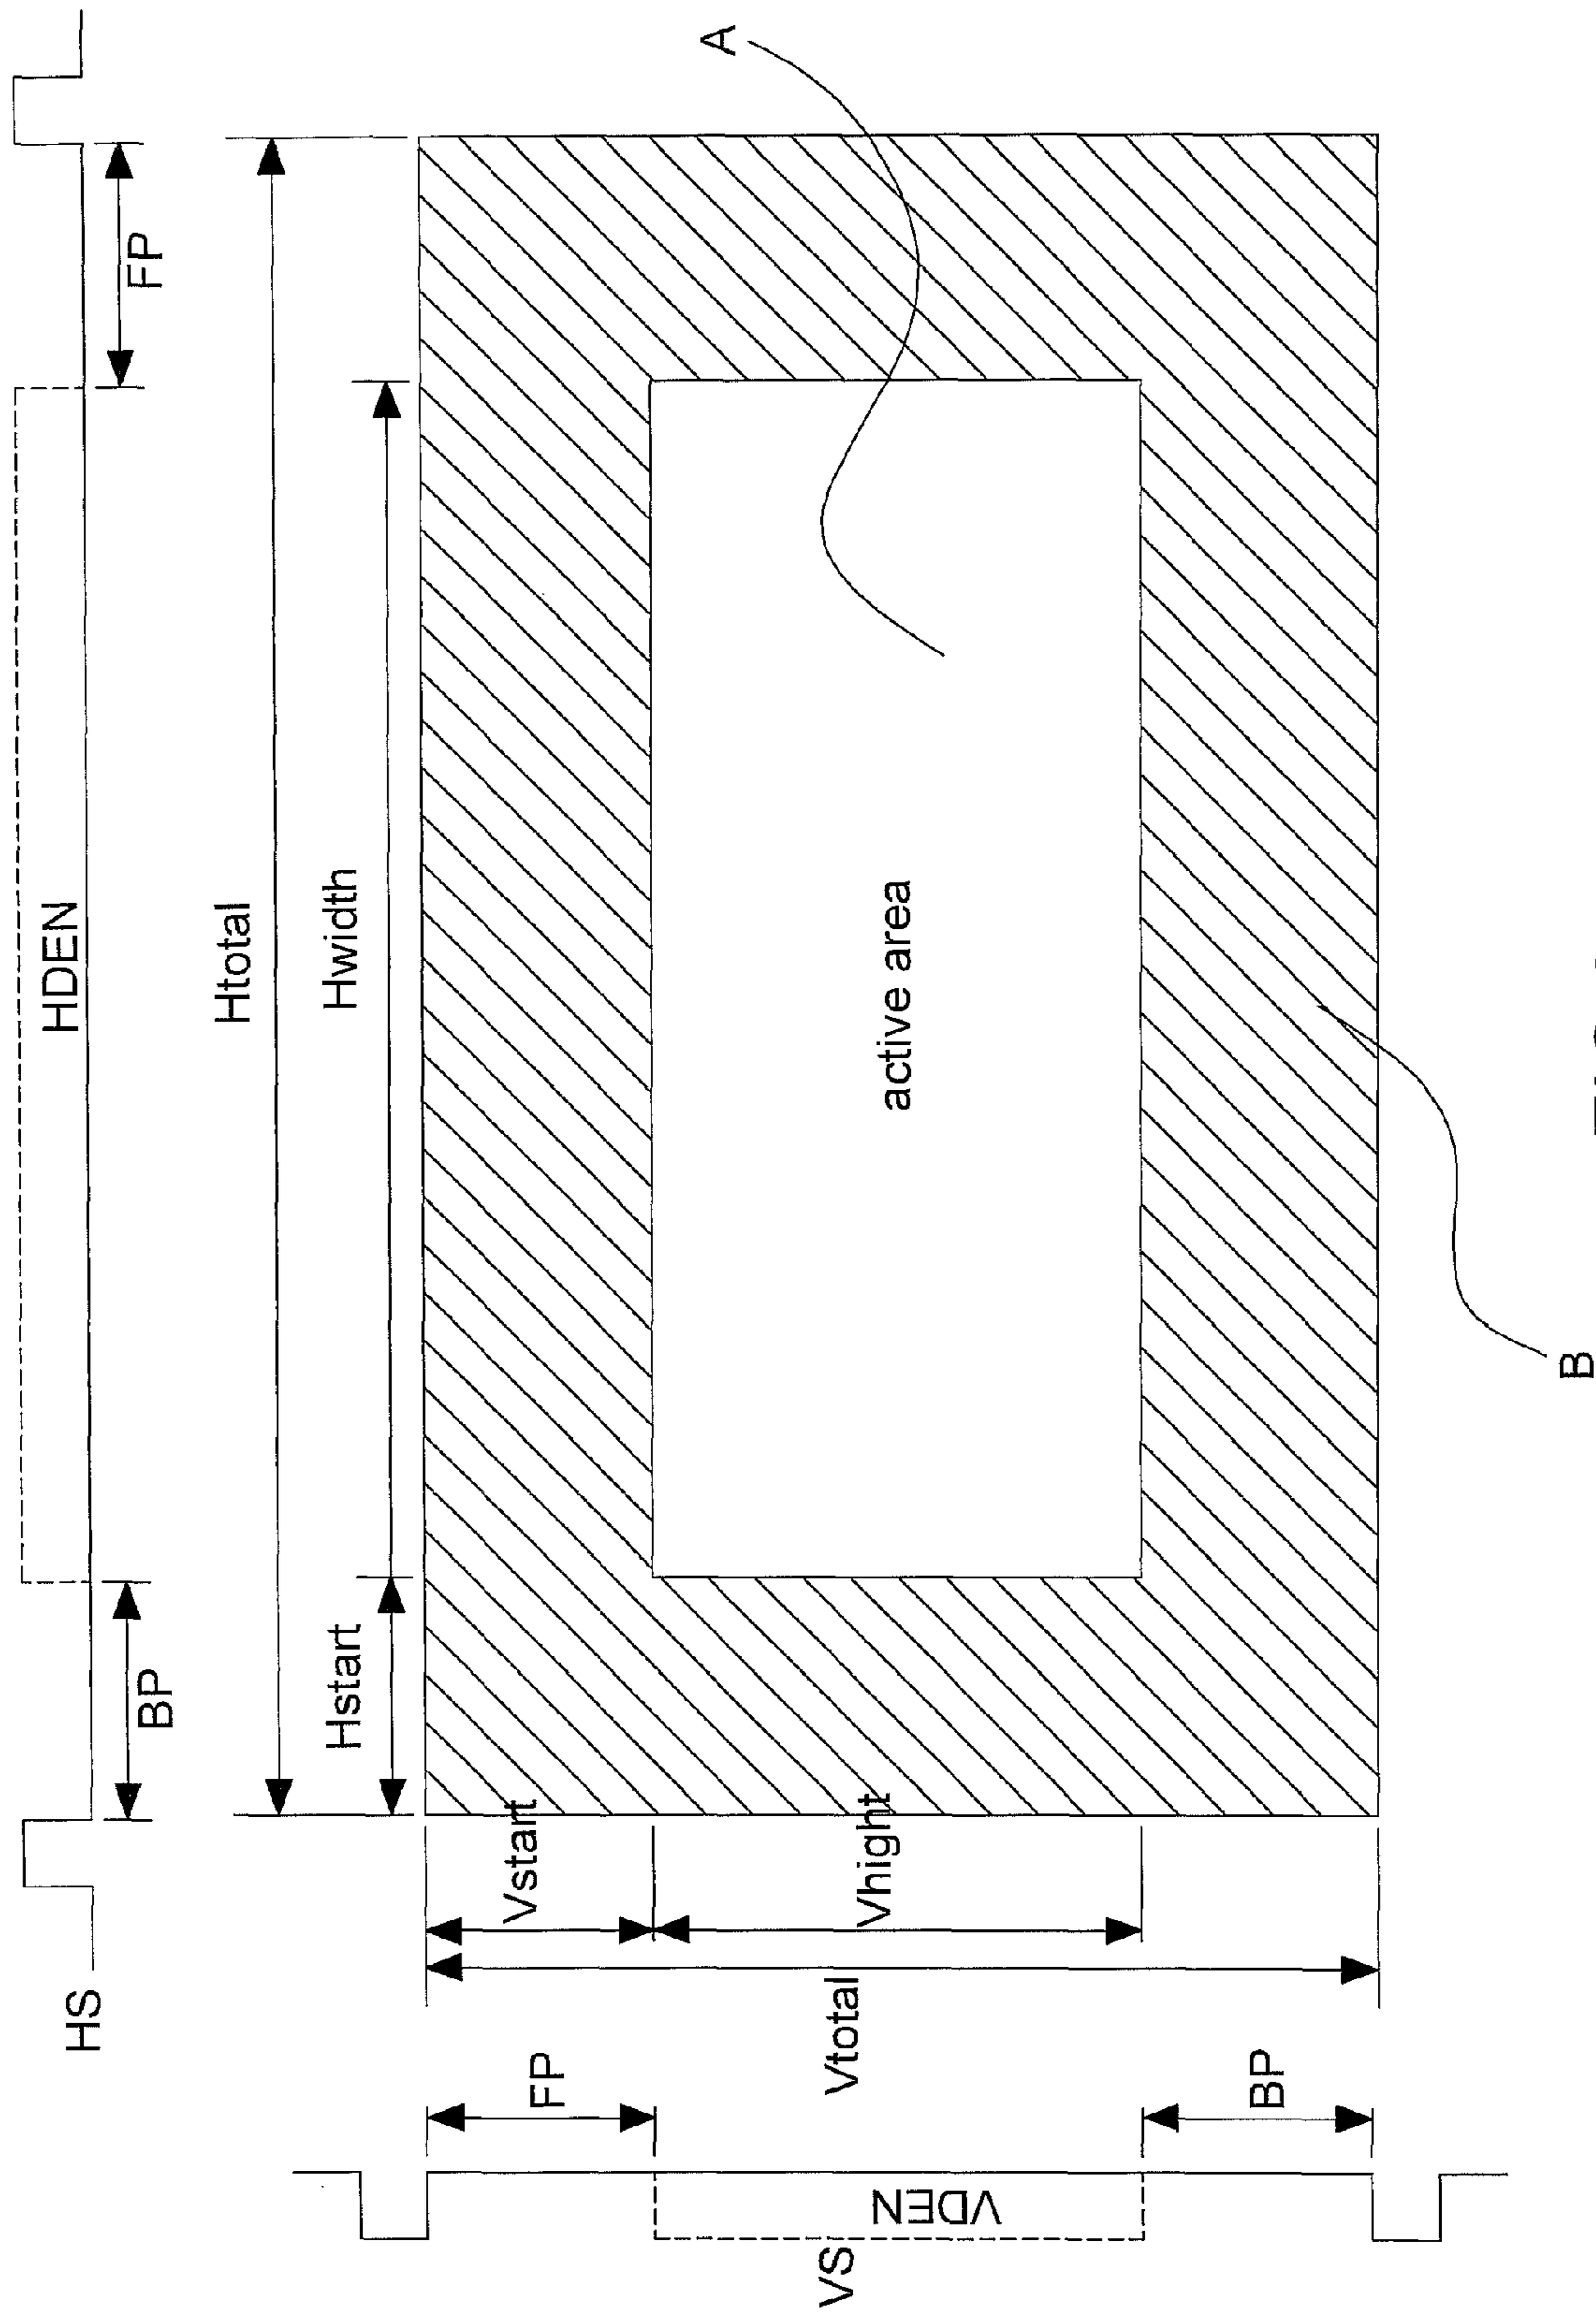 HS
HDEN
BP
FP
Htotal
Hstart
Hwidth
A
Vstart
Vhight
Vtotal
FP
BP
VDEN
VS
active area
B